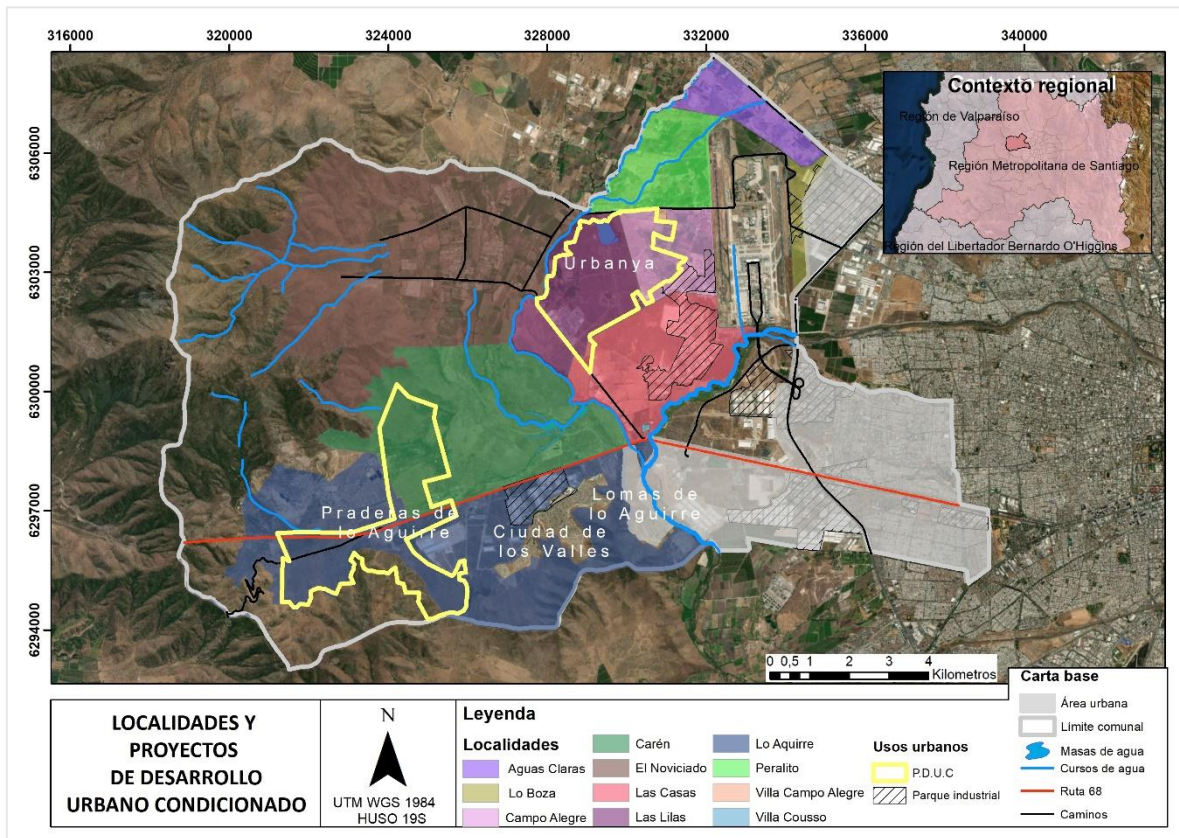 316000 320000 324000 328000 332000 336000 340000
Contexto regional
Región de Valparaíso
Región Metropolitana de Santiago
Región del Libertador Bernardo O'Higgins
6306000
6303000
6300000
6297000
6294000
Urbanya
Praderas de
lo Aguirre
Ciudad de
los Valles
Lomas de
lo Aguirre
0 0,5 1 2 3 4
Kilometros
LOCALIDADES Y
PROYECTOS
DE DESARROLLO
URBANO CONDICIONADO
N
UTM WGS 1984
HUSO 19S
Leyenda
Localidades
Aguas Claras
Lo Boza
Campo Alegre
Carén
El Noviciado
Las Casas
Las Lilas
Lo Aquirre
Peralito
Villa Campo Alegre
Villa Cousso
Usos urbanos
P.D.U.C
Parque industrial
Carta base
Área urbana
Límite comunal
Masas de agua
Cursos de agua
Ruta 68
Caminos